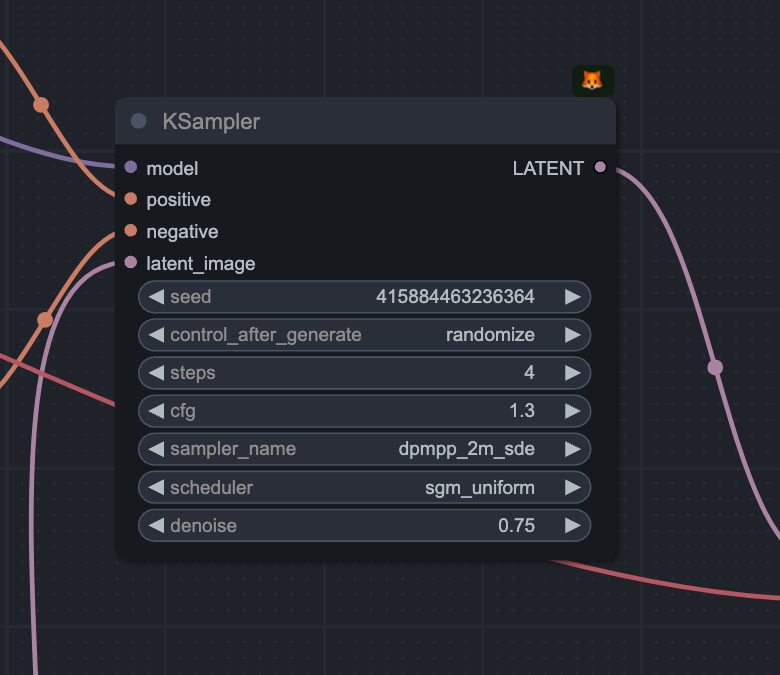 KSampler
model LATENT
positive
negative
latent_image
seed 415884463236364
control_after_generate randomize
steps 4
cfg 1.3
sampler_name dpmpp_2m_sde
scheduler sgm_uniform
denoise 0.75